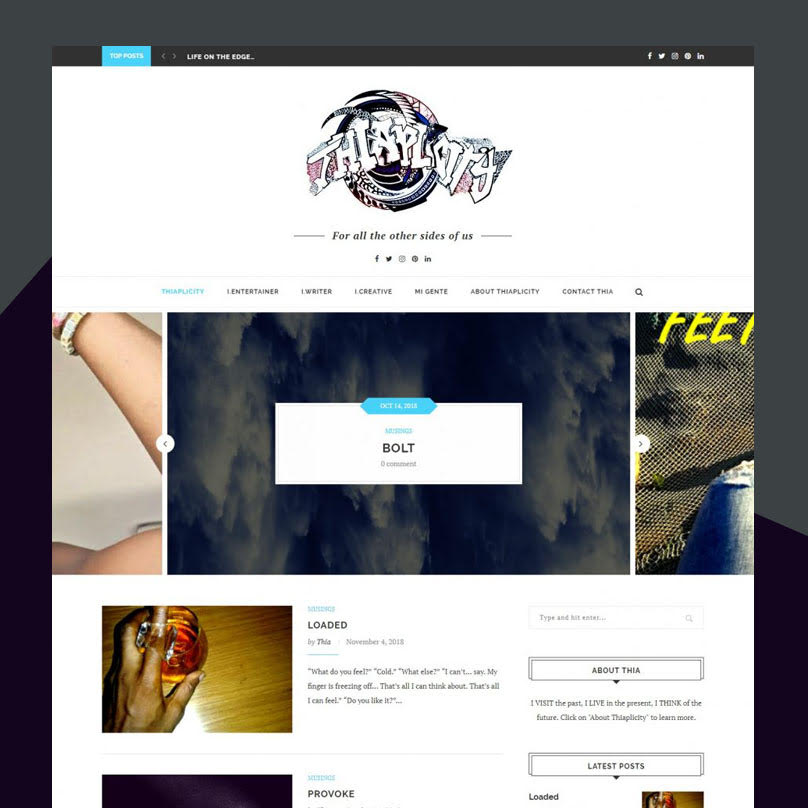 TOP POSTS
LIFE ON THE EDGE...
THIAPLICITY
For all the other sides of us
THIAPLICITY I.ENTERTAINER I.WRITER I.CREATIVE MI GENTE ABOUT THIAPLICITY CONTACT THIA
FEET
OCT 14, 2018
MUSINGS
BOLT
0 comment
MUSINGS
LOADED
by Thia November 4, 2018
"What do you feel?" "Cold." "What else?" "I can't... say. My
finger is freezing off... That's all I can think about. That's all
I can feel." "Do you like it?"...
MUSINGS
PROVOKE
Type and hit enter...
ABOUT THIA
I VISIT the past, I LIVE in the present, I THINK of the
future. Click on 'About Thiaplicity' to learn more.
LATEST POSTS
Loaded